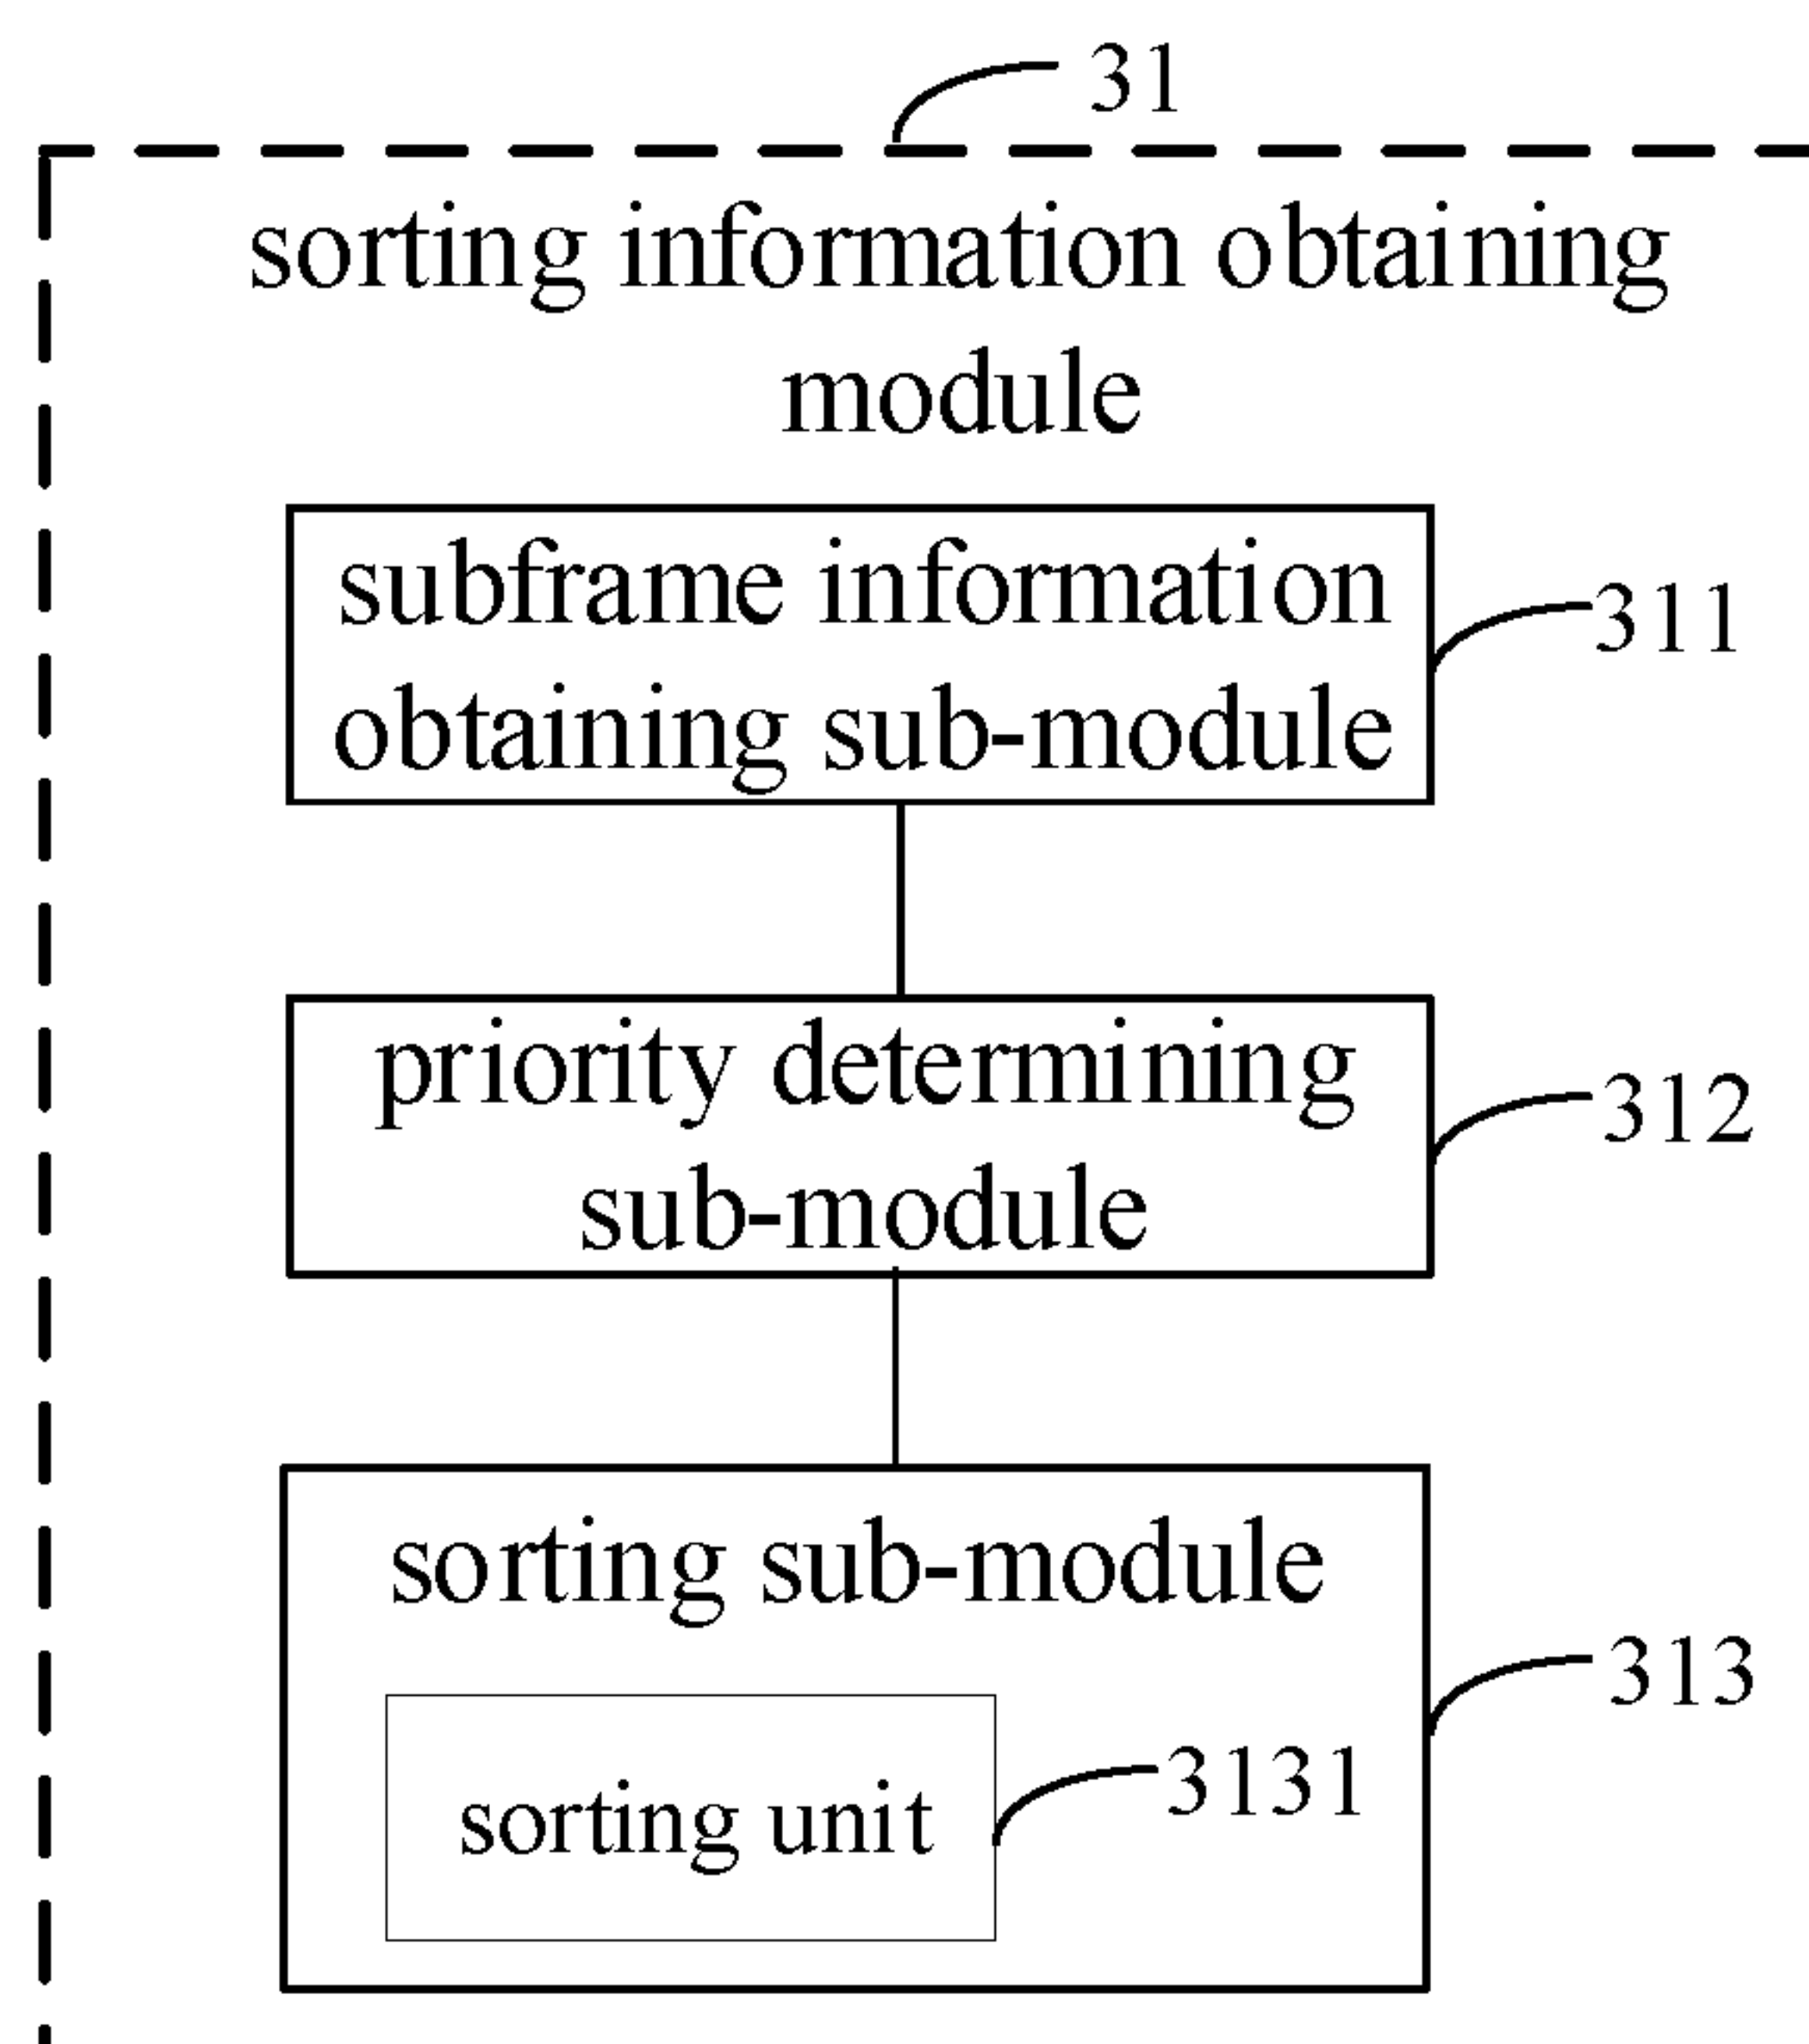 31
sorting information obtaining
module
subframe information
obtaining sub-module
311
priority determining
sub-module
312
sorting sub-module
313
sorting unit
3131